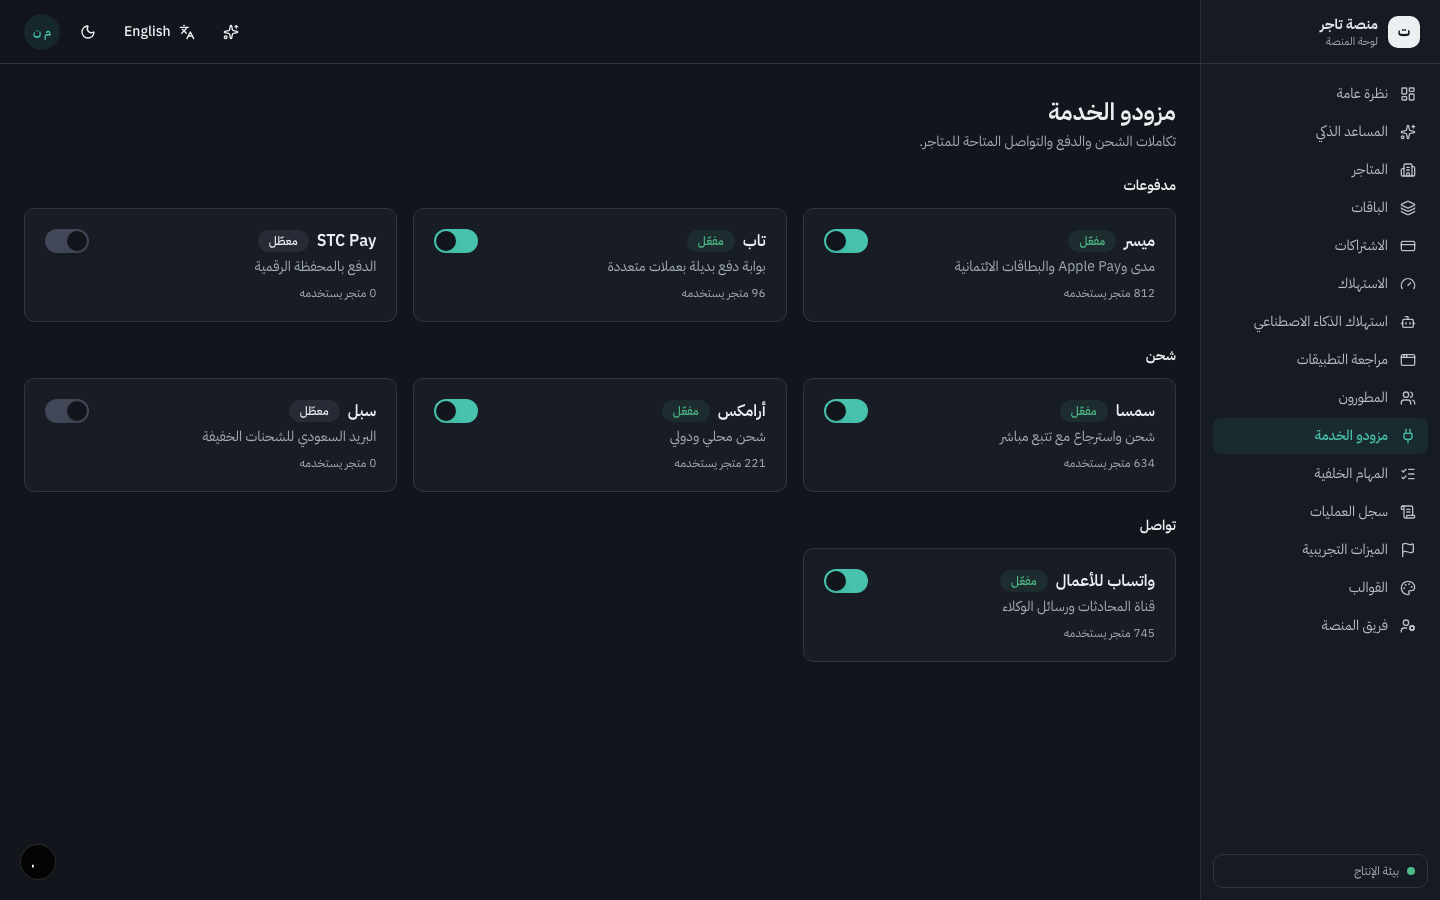 ت
منصة تاجر
لوحة المنصة
نظرة عامة
المساعد الذكي
المتاجر
الباقات
الاشتراكات
الاستهلاك
استهلاك الذكاء الاصطناعي
مراجعة التطبيقات
المطورون
مزودو الخدمة
المهام الخلفية
سجل العمليات
الميزات التجريبية
القوالب
فريق المنصة
بيئة الإنتاج
English
م ن
مزودو الخدمة
تكاملات الشحن والدفع والتواصل المتاحة للمتاجر.
مدفوعات
ميسر مفعّل
مدى وApple Pay والبطاقات الائتمانية
812 متجر يستخدمه
تاب مفعّل
بوابة دفع بديلة بعملات متعددة
96 متجر يستخدمه
STC Pay معطّل
الدفع بالمحفظة الرقمية
0 متجر يستخدمه
شحن
سمسا مفعّل
شحن واسترجاع مع تتبع مباشر
634 متجر يستخدمه
أرامكس مفعّل
شحن محلي ودولي
221 متجر يستخدمه
سبل معطّل
البريد السعودي للشحنات الخفيفة
0 متجر يستخدمه
تواصل
واتساب للأعمال مفعّل
قناة المحادثات ورسائل الوكلاء
745 متجر يستخدمه